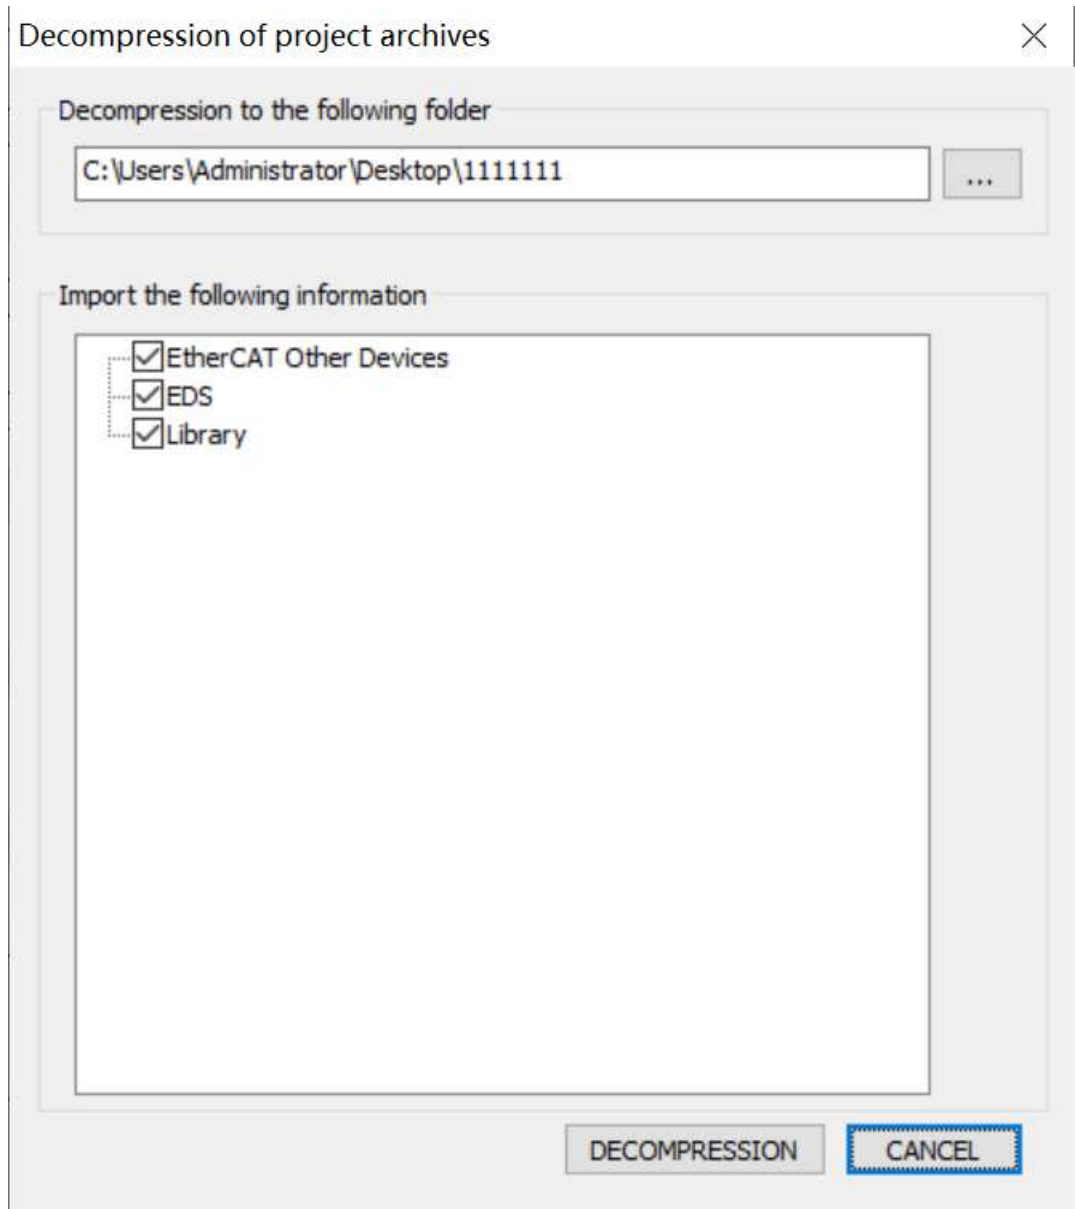 Decompression of project archives
Decompression to the following folder
C:\Users\Administrator\Desktop\1111111
...
Import the following information
EtherCAT Other Devices
EDS
Library
DECOMPRESSION
CANCEL